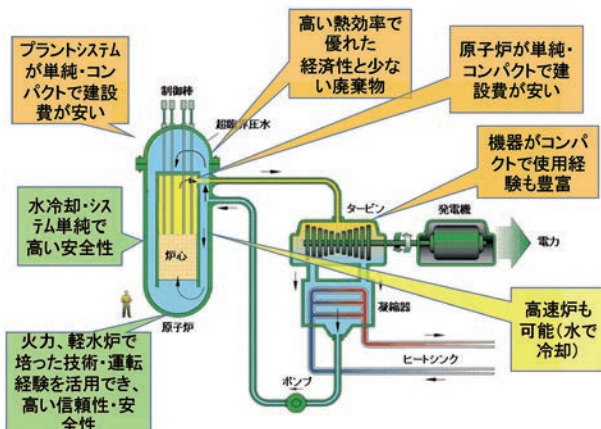 プラントシステム
が単純・コン
パクトで建設
費が安い
高い熱効率で
優れた
経済性と少な
い廃棄物
原子炉が単純・
コンパクトで建
設費が安い
制御棒
超臨界圧水
機器がコンパ
クトで使用経
験も豊富
水冷却・シス
テム単純で
高い安全性
タービン
発電機
電力
炉心
凝縮器
高速炉も
可能(水で
冷却)
原子炉
火力、軽水炉で
培った技術・運転
経験を活用でき、
高い信頼性・安
全性
ヒートシンク
ポンプ